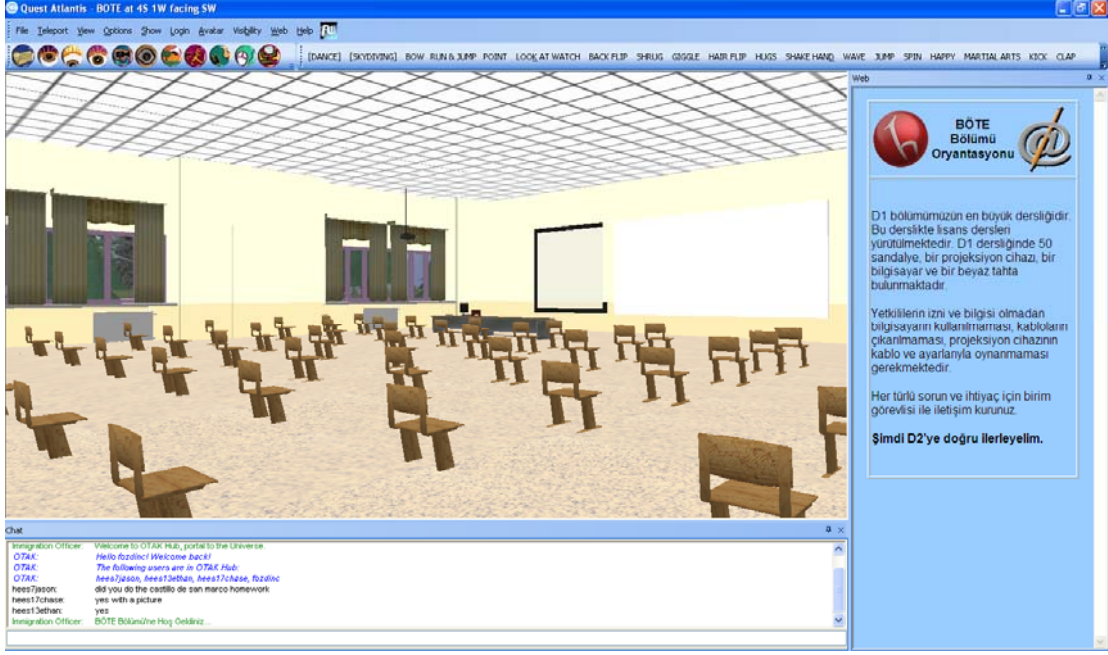 Quest Atlantis - BOTE at 4S 1W facing SW
File Teleport View Options Show Login Avatar Visibility Web Help
[DANCE] [SKYDIVING] BOW RUN & JUMP POINT LOOK AT WATCH BACK FLIP SHRUG GIGGLE HAIR FLIP HUGS SHAKE HAND WAVE JUMP SPIN HAPPY MARTIAL ARTS KICK CLAP
Web
BÖTE
Bölümü
Oryantasyonu
D1 bölümümüzün en büyük dersliğidir.
Bu derslikte lisans dersleri
yürütülmektedir. D1 dersliğinde 50
sandalye, bir projeksiyon cihazı, bir
bilgisayar ve bir beyaz tahta
bulunmaktadır.
Yetkililerin izni ve bilgisi olmadan
bilgisayarın kullanılmaması, kabloların
çıkarılmaması, projeksiyon cihazının
kablo ve ayarlarıyla oynanmaması
gerekmektedir.
Her türlü sorun ve ihtiyaç için birim
görevlisi ile iletişim kurunuz.
Şimdi D2'ye doğru ilerleyelim.
Chat
Immigration Officer: Welcome to OTAK Hub, portal to the Universe.
OTAK: Hello fozdinc! Welcome back!
OTAK: The following users are in OTAK Hub:
OTAK: hees7jason, hees13ethan, hees17chase, fozdinc
hees7jason: did you do the castillo de san marco homework
hees17chase: yes with a picture
hees13ethan: yes
Immigration Officer: BÖTE Bölümü'ne Hoş Geldiniz...